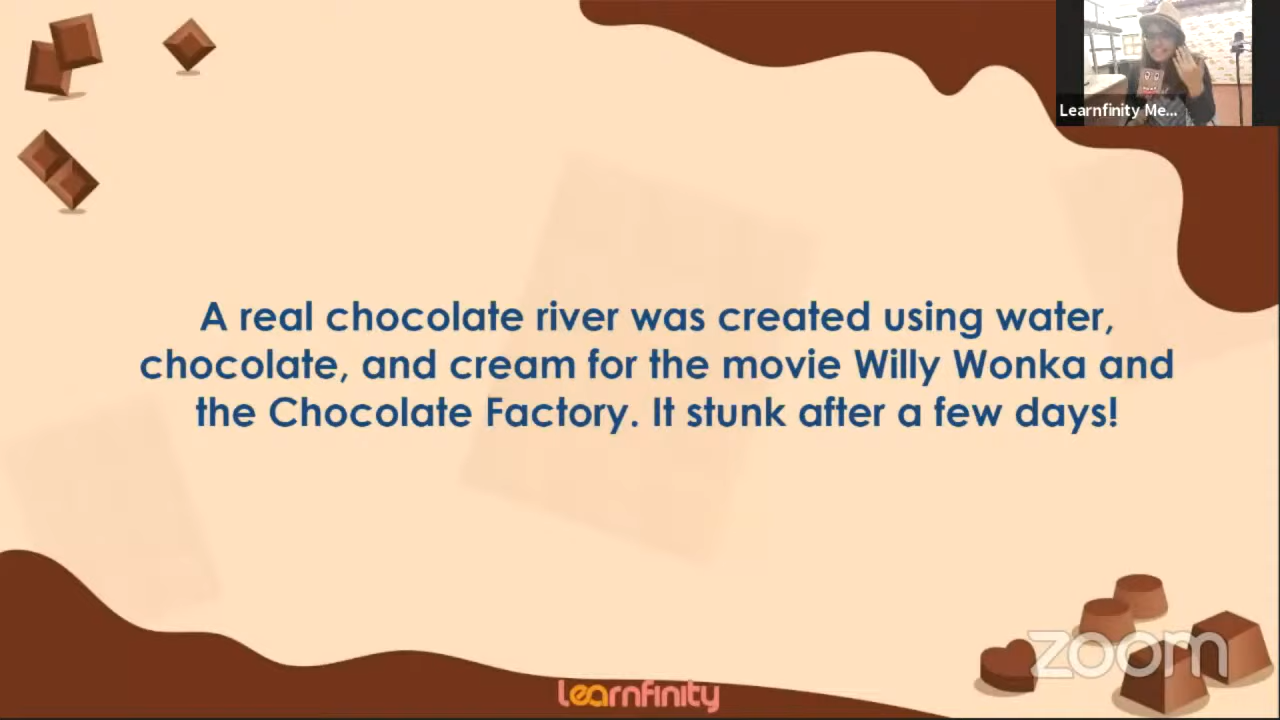 Learnfinity Me...
A real chocolate river was created using water,
chocolate, and cream for the movie Willy Wonka and
the Chocolate Factory. It stunk after a few days!
zoom
Learnfinity